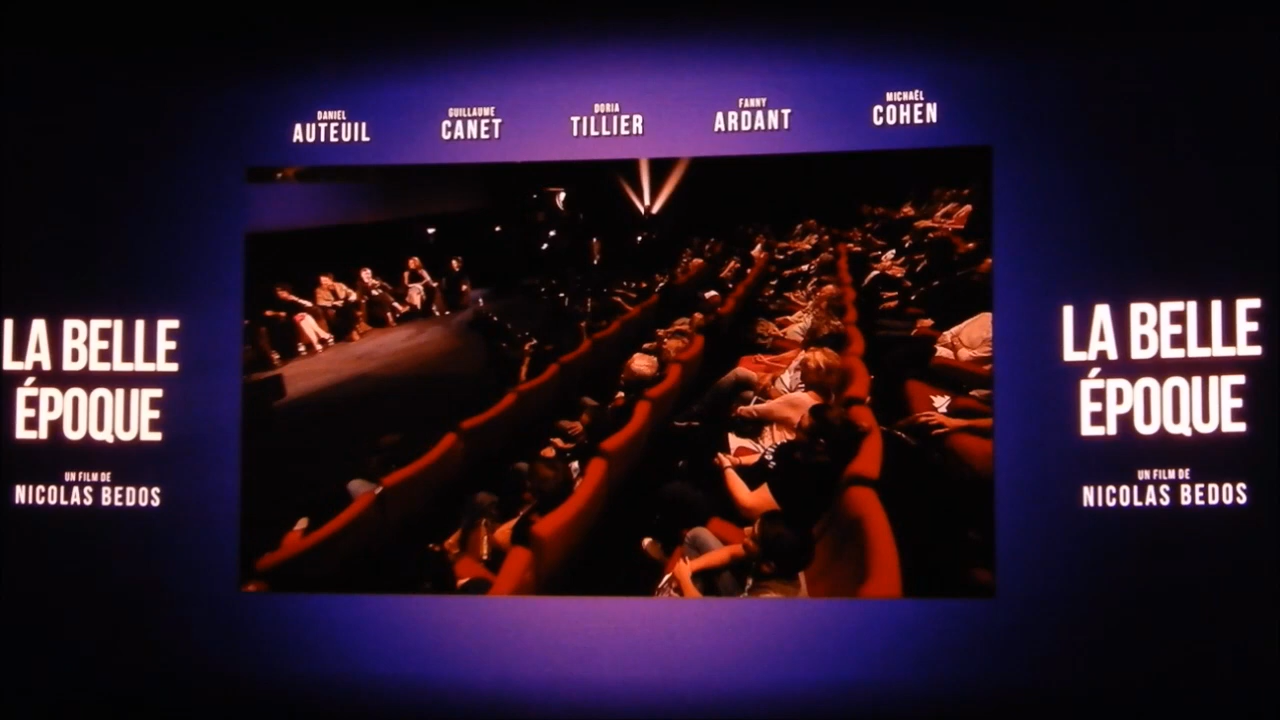 DANIEL
AUTEUIL
GUILLAUME
CANET
DORIA
TILLIER
FANNY
ARDANT
MICHAËL
COHEN
LA BELLE
ÉPOQUE
UN FILM DE
NICOLAS BEDOS
LA BELLE
ÉPOQUE
UN FILM DE
NICOLAS BEDOS